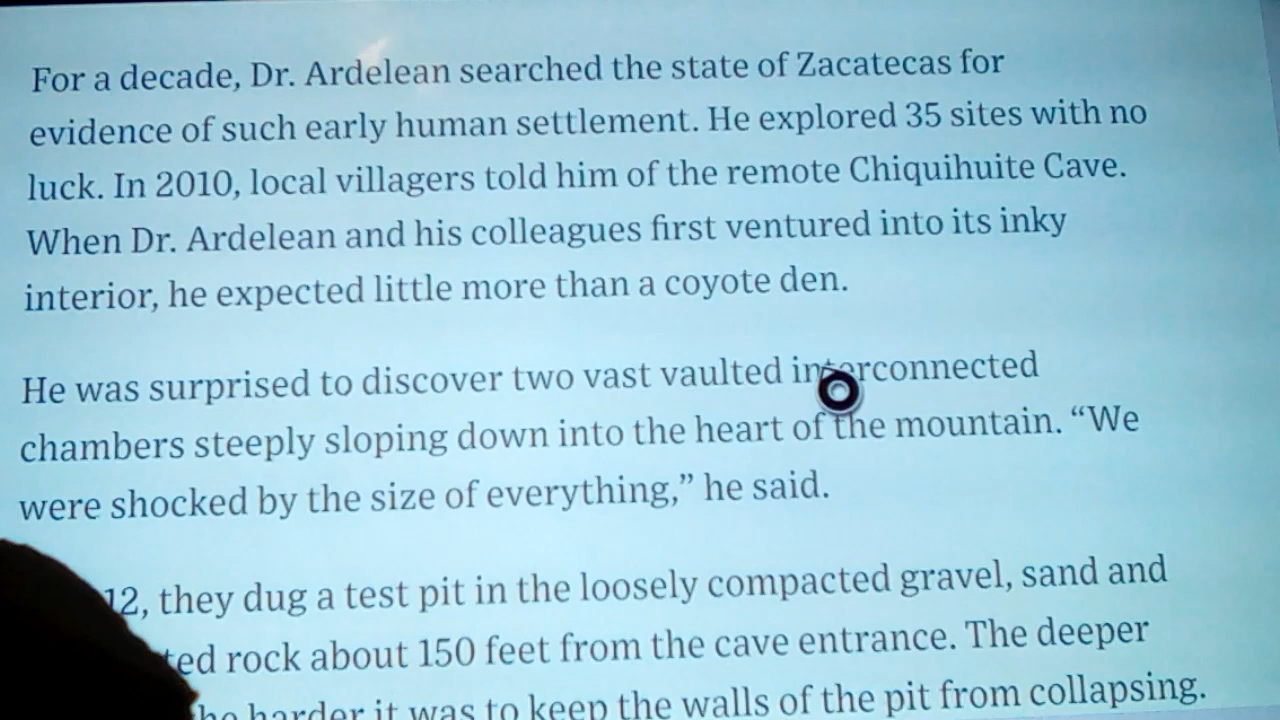 For a decade, Dr. Ardelean searched the state of Zacatecas for
evidence of such early human settlement. He explored 35 sites with no
luck. In 2010, local villagers told him of the remote Chiquihuite Cave.
When Dr. Ardelean and his colleagues first ventured into its inky
interior, he expected little more than a coyote den.
He was surprised to discover two vast vaulted interconnected
chambers steeply sloping down into the heart of the mountain. “We
were shocked by the size of everything,” he said.
12, they dug a test pit in the loosely compacted gravel, sand and
rock about 150 feet from the cave entrance. The deeper
harder it was to keep the walls of the pit from collapsing.